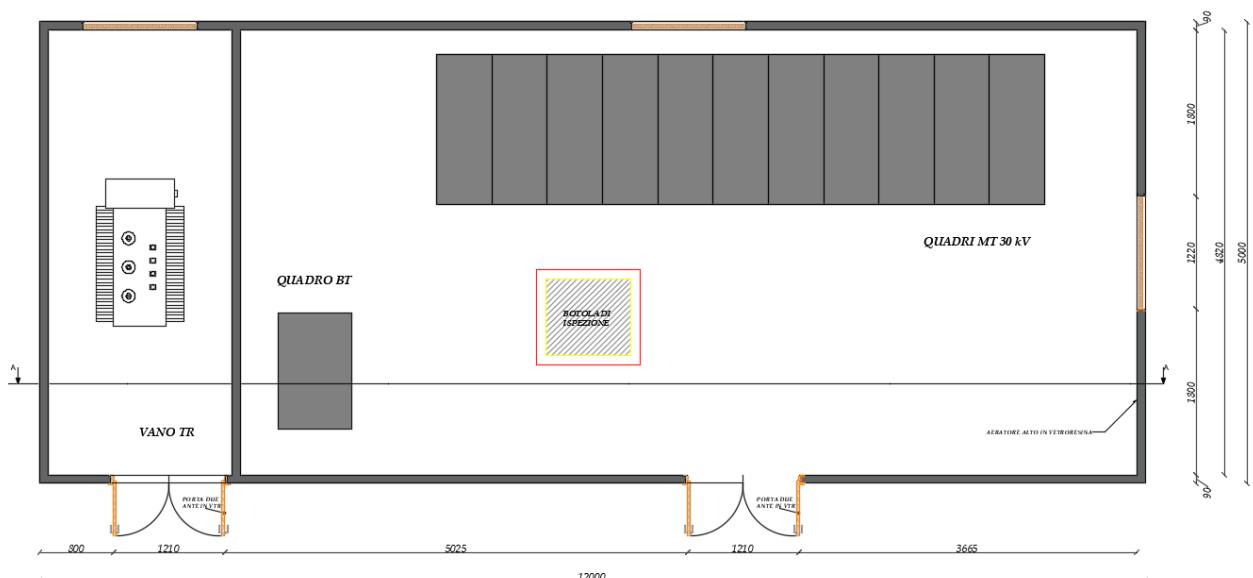 90
1800
4820
5000
QUADRI MT 30 kV
1220
QUADRO BT
BOTOLA DI
ISPEZIONE
A
A
1800
VANO TR
AERATORE ALTO IN VETRORESINA
90
PORTA DUE
ANTE IN VTR
PORTA DUE
ANTE IN VTR
800
1210
5025
1210
3665
12000